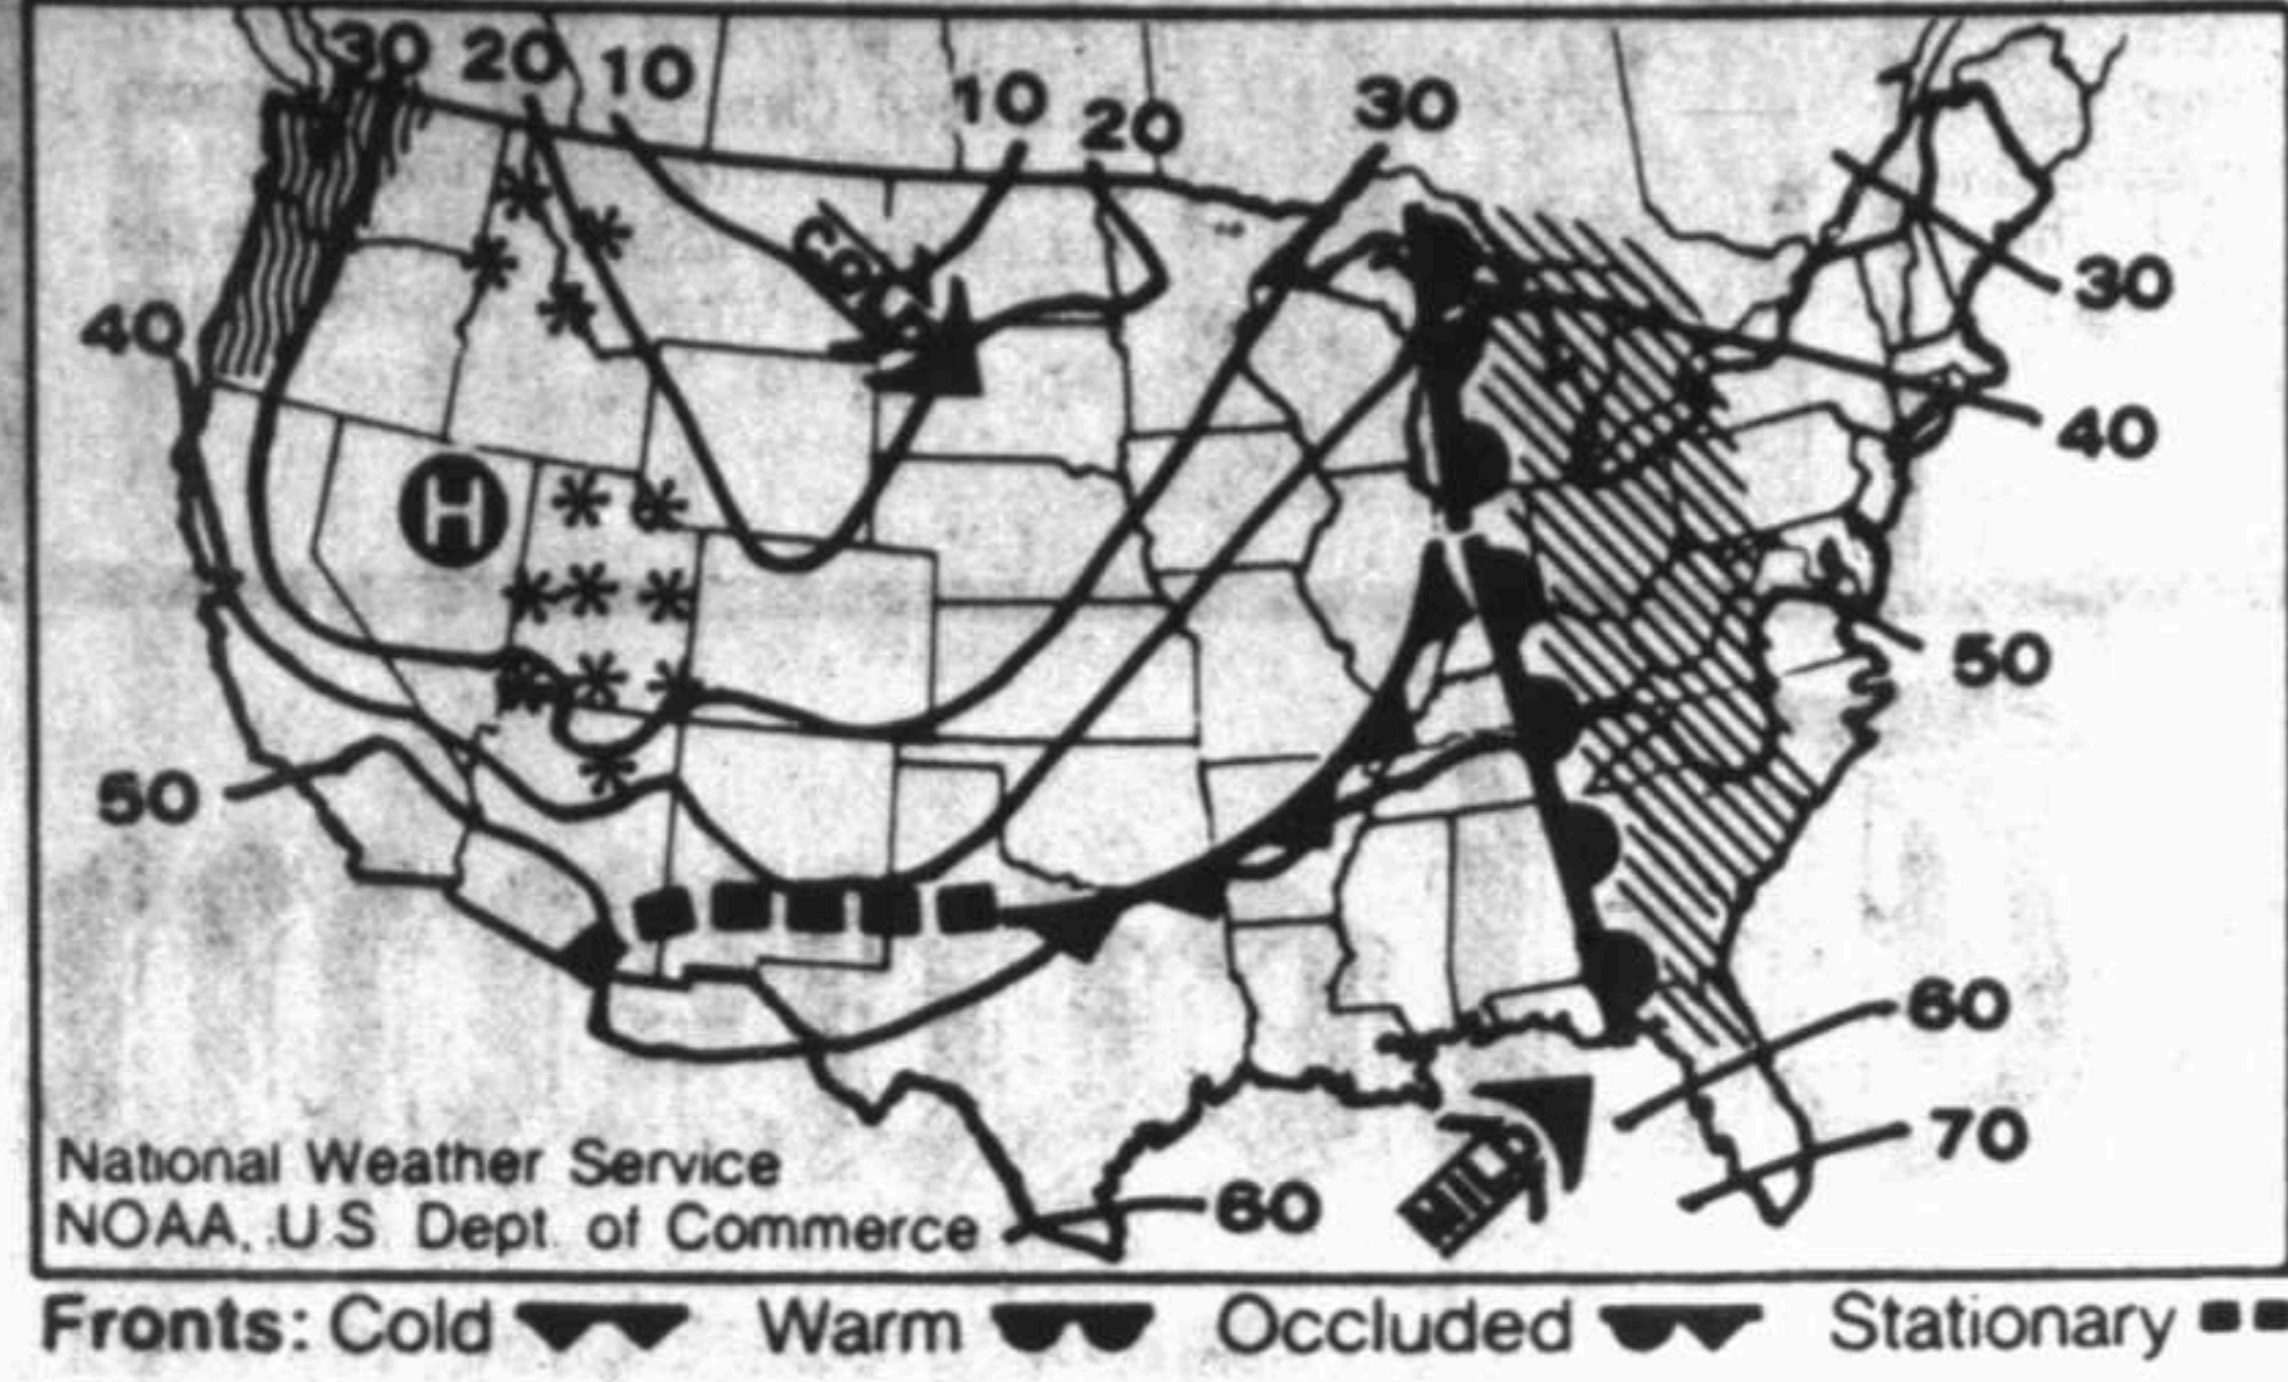 30 20 10 10 20 30
COLD
30
40
40
H
50
50
60
70
MILD
60
National Weather Service
NOAA, U.S. Dept. of Commerce
Fronts: Cold Warm Occluded Stationary